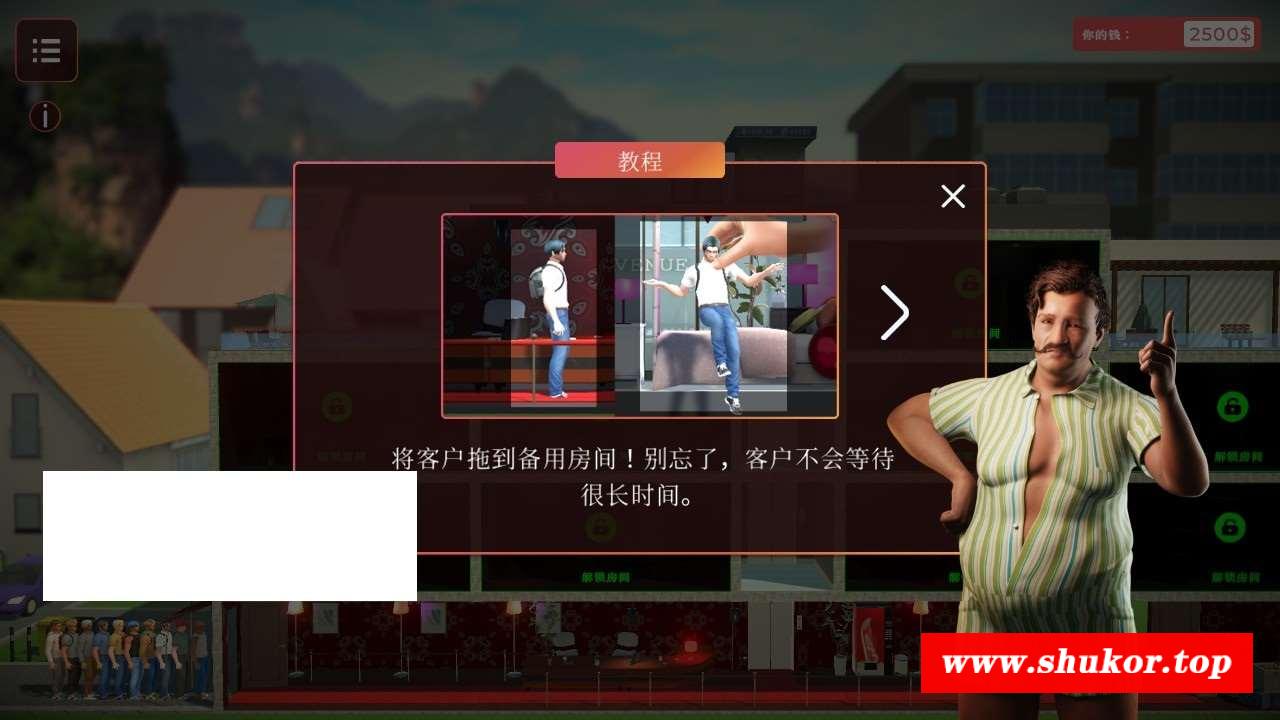 你的钱：
2500$
教程
VENUE
将客户拖到备用房间！别忘了，客户不会等待
很长时间。
解锁房间
解锁房间
解锁房间
www.shukor.top